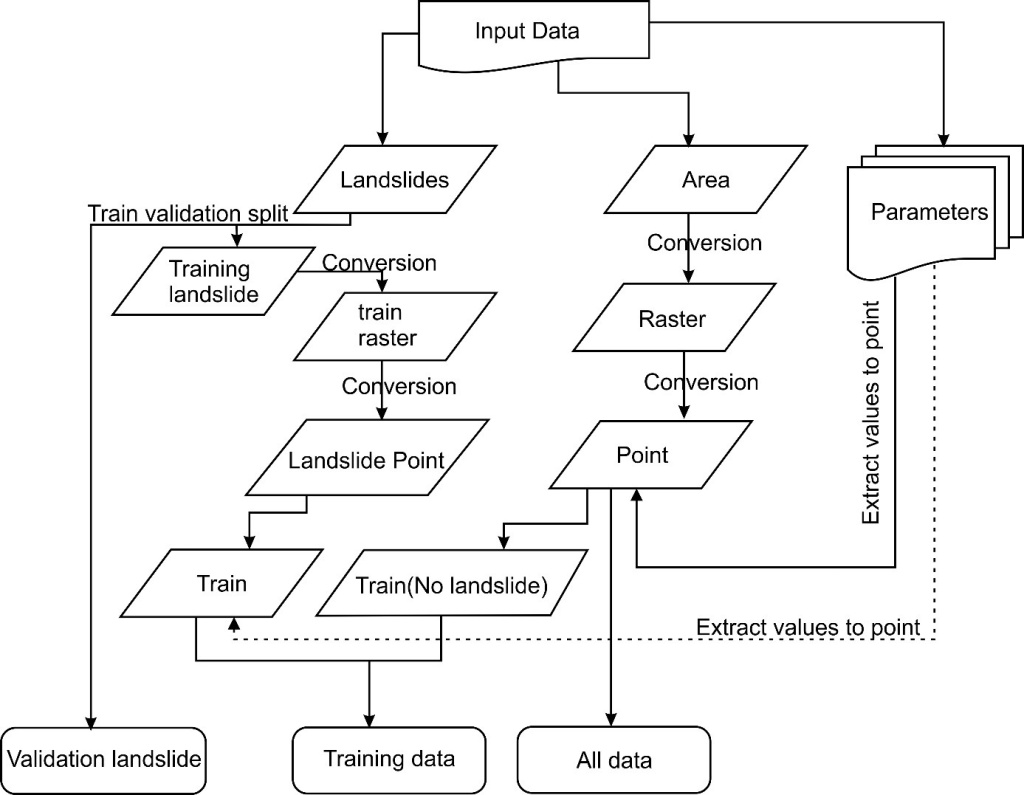 Input Data
Landslides
Area
Parameters
Train validation split
Conversion
Training
landslide
Conversion
train
raster
Raster
Extract values to point
Conversion
Conversion
Landslide Point
Point
Train
Train(No landslide)
Extract values to point
Validation landslide
Training data
All data